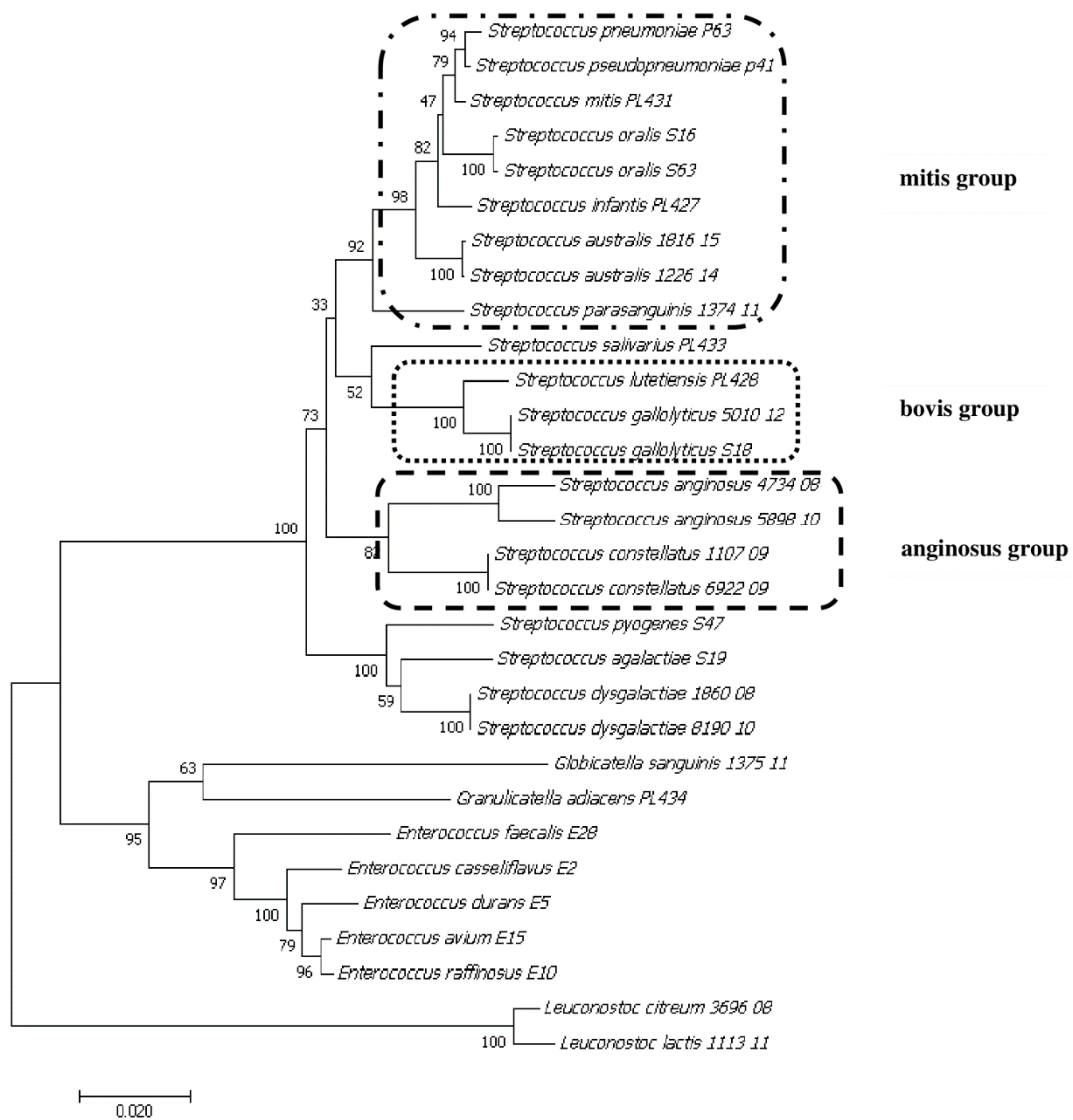 94
Streptococcus pneumoniae P63
79
Streptococcus pseudopneumoniae p41
47
Streptococcus mitis PL431
82
Streptococcus oralis S16
100
Streptococcus oralis S63
98
Streptococcus infantis PL427
mitis group
Streptococcus australis 1816 15
92
100
Streptococcus australis 1226 14
33
Streptococcus parasanguinis 1374 11
Streptococcus salivarius PL433
52
Streptococcus lutetiensis PL428
bovis group
73
100
Streptococcus gallolyticus 5010 12
100
Streptococcus gallolyticus S18
100
Streptococcus anginosus 4734 08
100
Streptococcus anginosus 5898 10
Streptococcus constellatus 1107 09
anginosus group
100
Streptococcus constellatus 6922 09
Streptococcus pyogenes S47
100
Streptococcus agalactiae S19
59
Streptococcus dysgalactiae 1860 08
100
Streptococcus dysgalactiae 8190 10
63
Globicatella sanguinis 1375 11
Granulicatella adiacens PL434
95
Enterococcus faecalis E28
97
Enterococcus casseliflavus E2
100
Enterococcus durans E5
79
Enterococcus avium E15
96
Enterococcus raffinosus E10
Leuconostoc citreum 3696 08
100
Leuconostoc lactis 1113 11
0.020